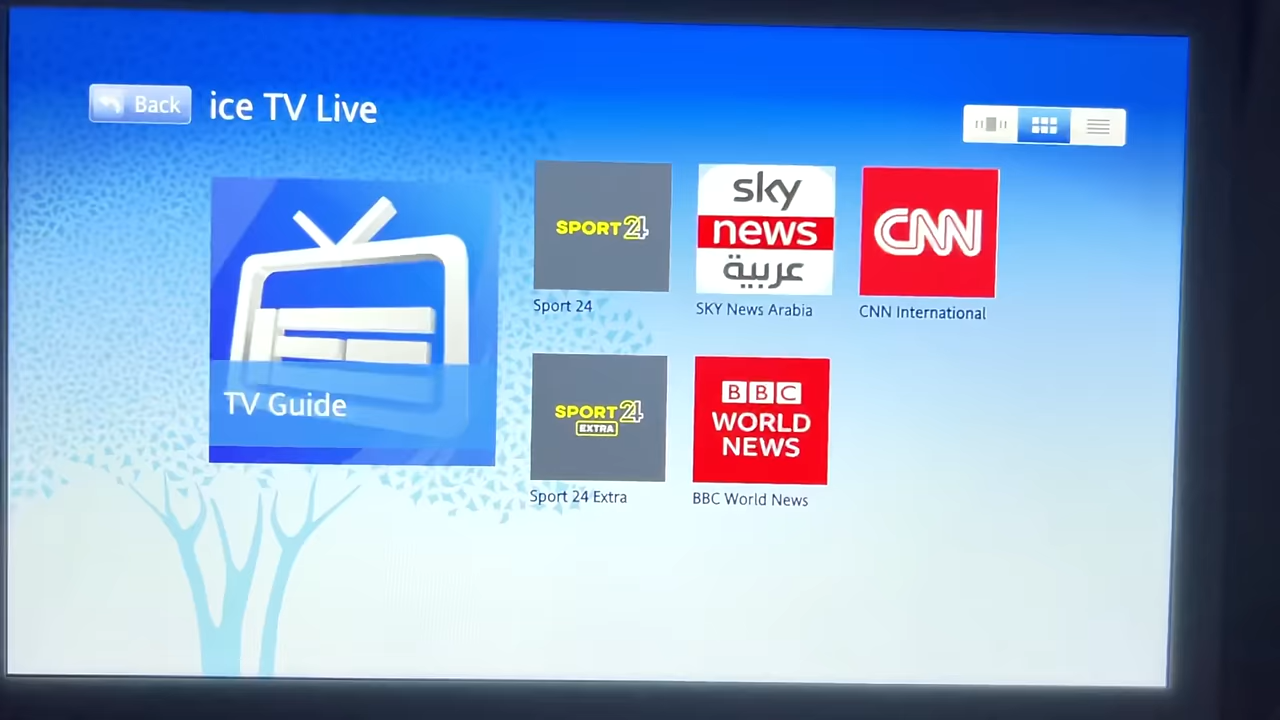 Back
ice TV Live
TV Guide
SPORT 24
Sport 24
sky
news
عربية
SKY News Arabia
CNN
CNN International
SPORT 24
EXTRA
Sport 24 Extra
BBC
WORLD
NEWS
BBC World News